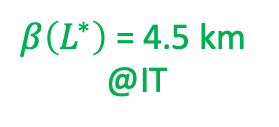 β(L*) = 4.5 km
@IT